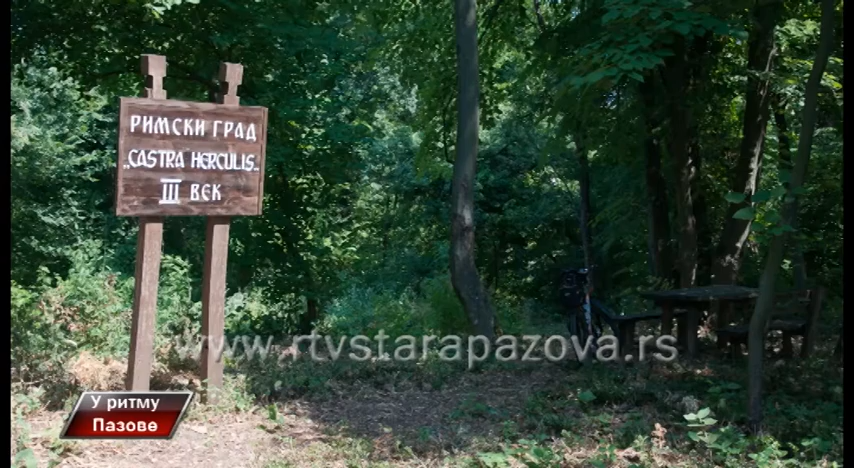 РИМСКИ ГРАД
„CASTRA HERCULIS„
III ВЕК
www.rtvstarapazova.rs
У ритму
Пазове